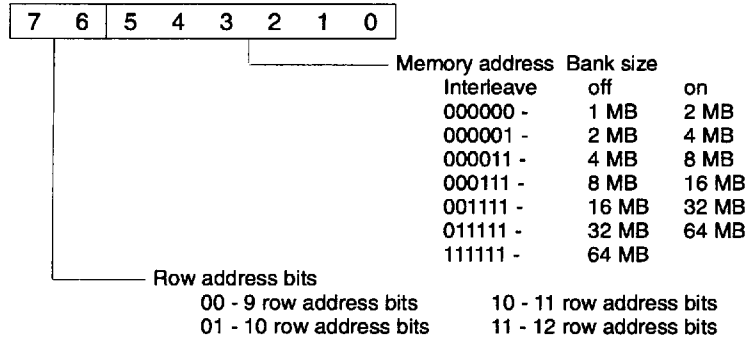 7 6 5 4 3 2 1 0
Memory address Bank size
Interleave off on
000000 - 1 MB 2 MB
000001 - 2 MB 4 MB
000011 - 4 MB 8 MB
000111 - 8 MB 16 MB
001111 - 16 MB 32 MB
011111 - 32 MB 64 MB
111111 - 64 MB
Row address bits
00 - 9 row address bits 10 - 11 row address bits
01 - 10 row address bits 11 - 12 row address bits